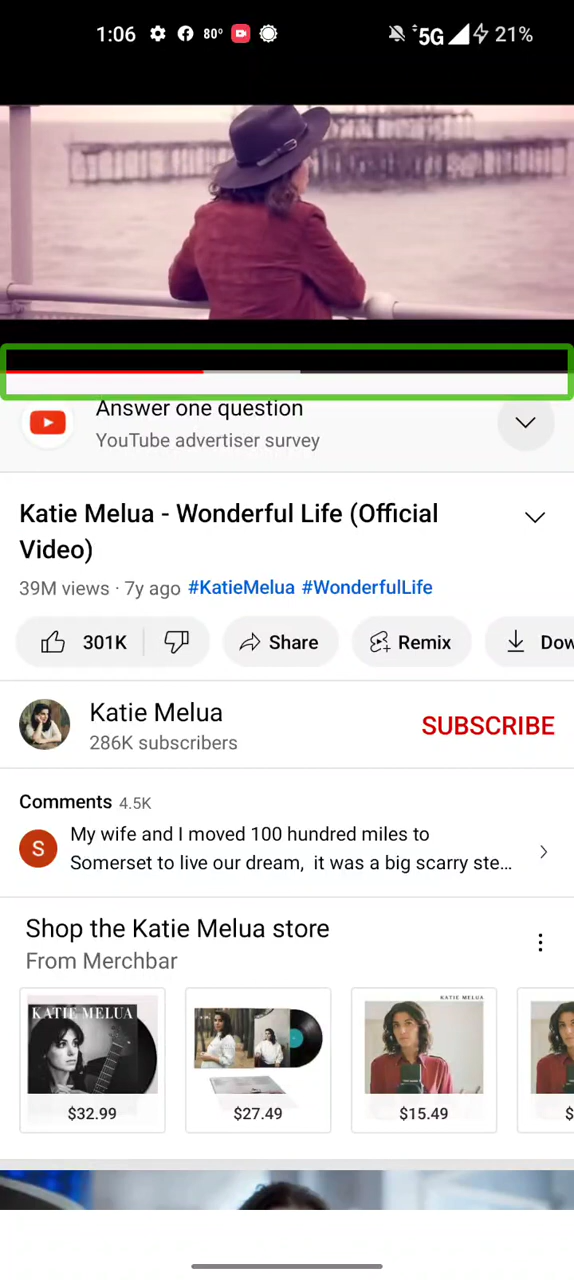 1:06 80° 5G 21%
Answer one question
YouTube advertiser survey
Katie Melua - Wonderful Life (Official
Video)
39M views · 7y ago #KatieMelua #WonderfulLife
301K Share Remix Dow
Katie Melua
286K subscribers
SUBSCRIBE
Comments 4.5K
S
My wife and I moved 100 hundred miles to
Somerset to live our dream, it was a big scarry ste...
Shop the Katie Melua store
From Merchbar
KATIE MELUA
KATIE MELUA
$32.99 $27.49 $15.49 $